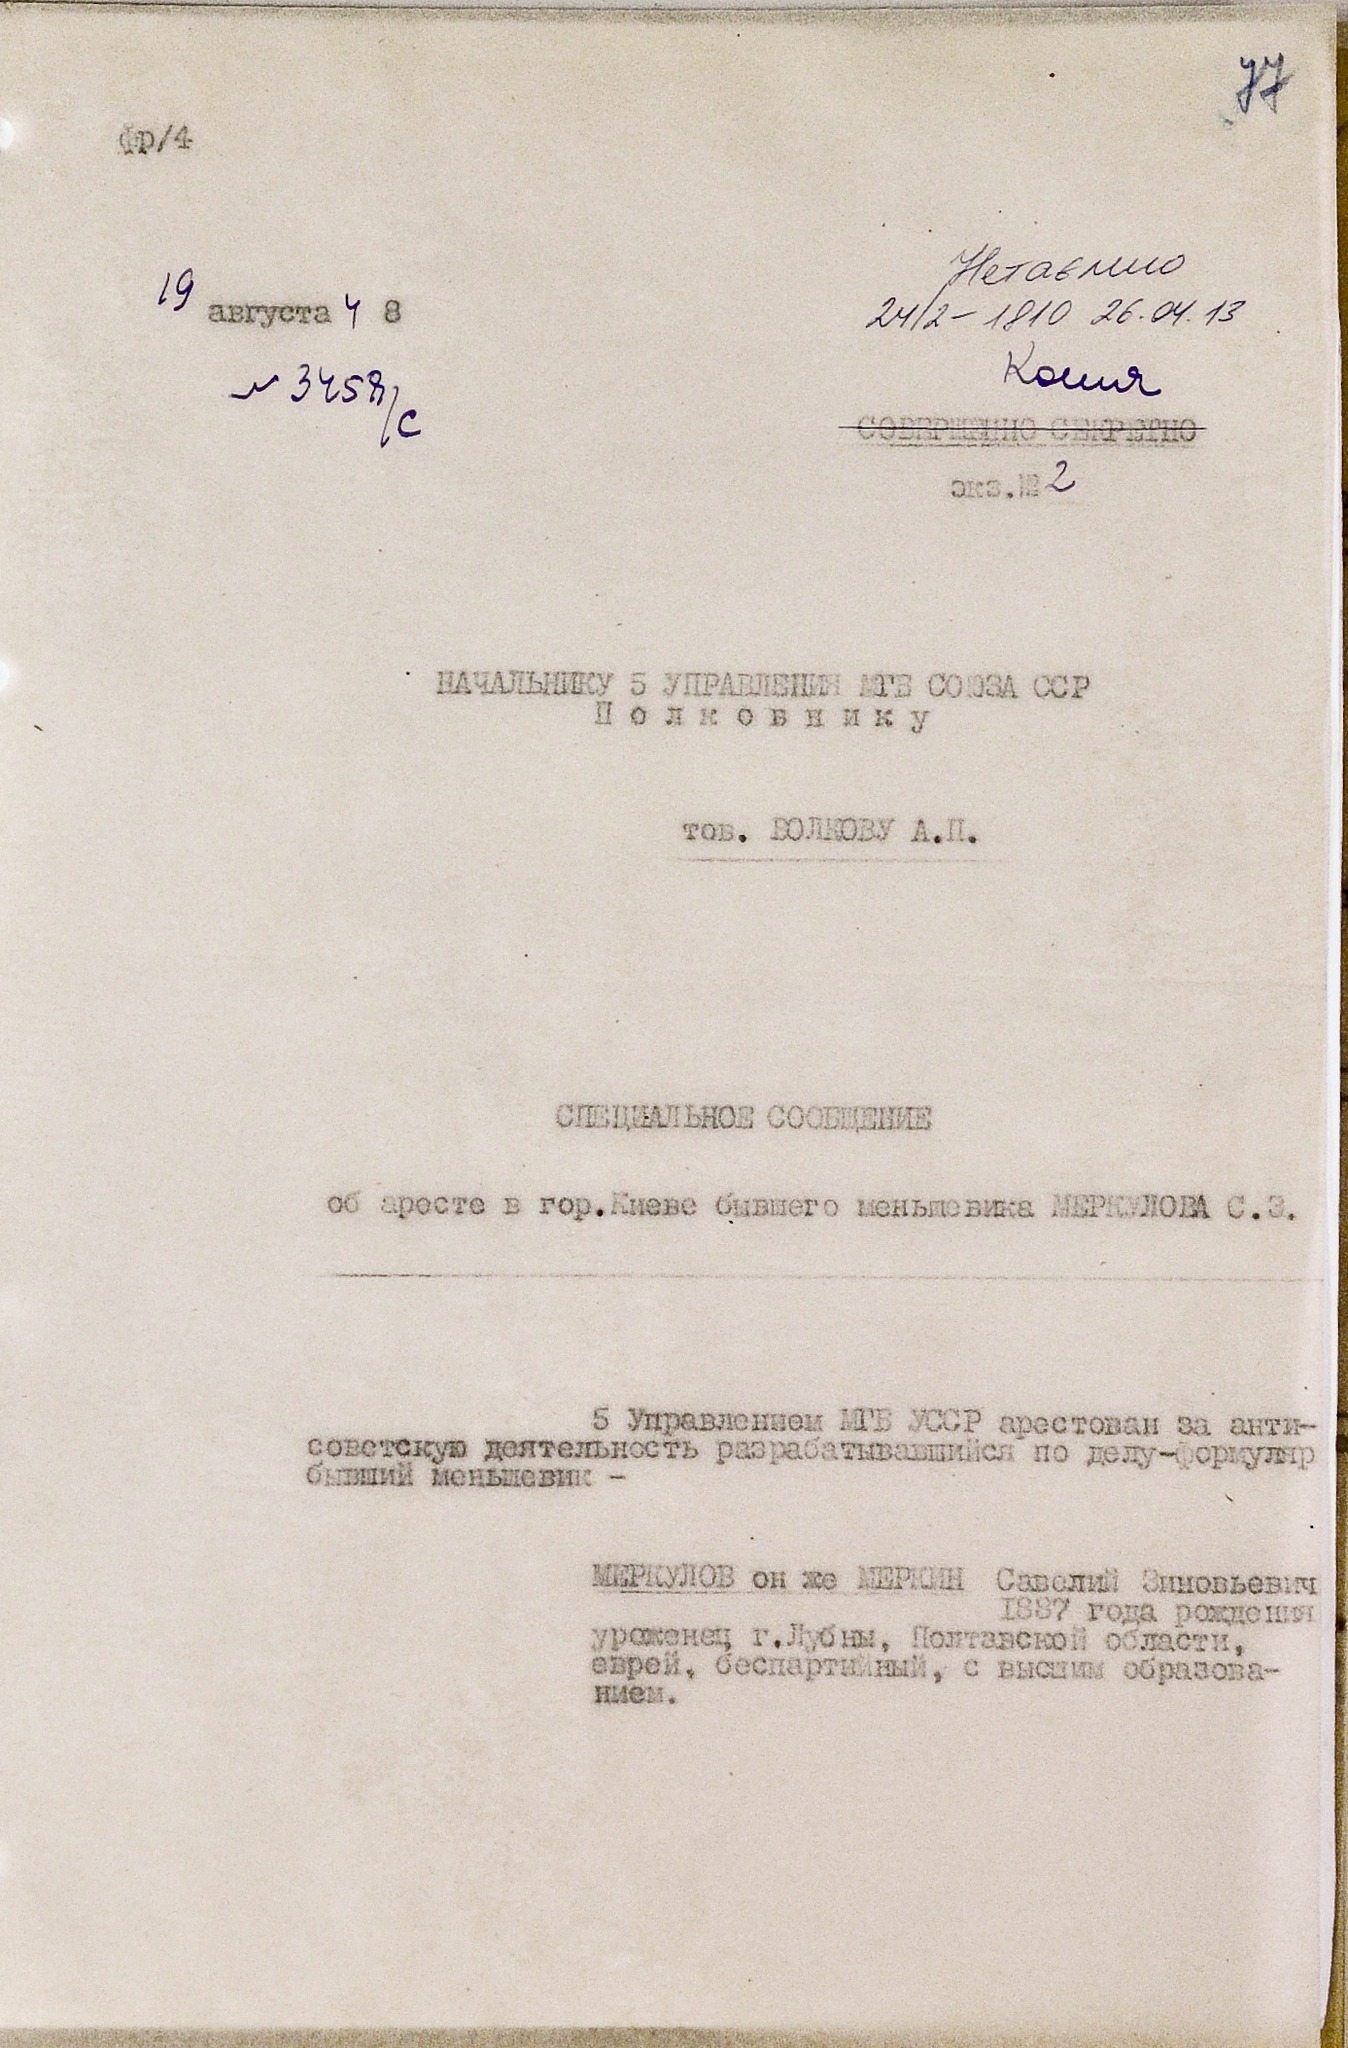 77
фр/4
Нетаємно
24/2-1810 26.04.13
19 августа 4 8
Копия
№ 3458/с
СОВЕРШЕННО СЕКРЕТНО
экз.№ 2
НАЧАЛЬНИКУ 5 УПРАВЛЕНИЯ МГБ СОЮЗА ССР
Полковнику
тов. ВОЛКОВУ А.П.
СПЕЦИАЛЬНОЕ СООБЩЕНИЕ
об аресте в гор.Киеве бывшего меньшевика МЕРКУЛОВА С.З.
5 Управлением МГБ УССР арестован за анти-
советскую деятельность разрабатывавшийся по делу-формуляр
бывший меньшевик -
МЕРКУЛОВ он же МЕРКИН Савелий Зиновьевич
1887 года рождения
уроженец г.Лубны, Полтавской области,
еврей, беспартийный, с высшим образова-
нием.